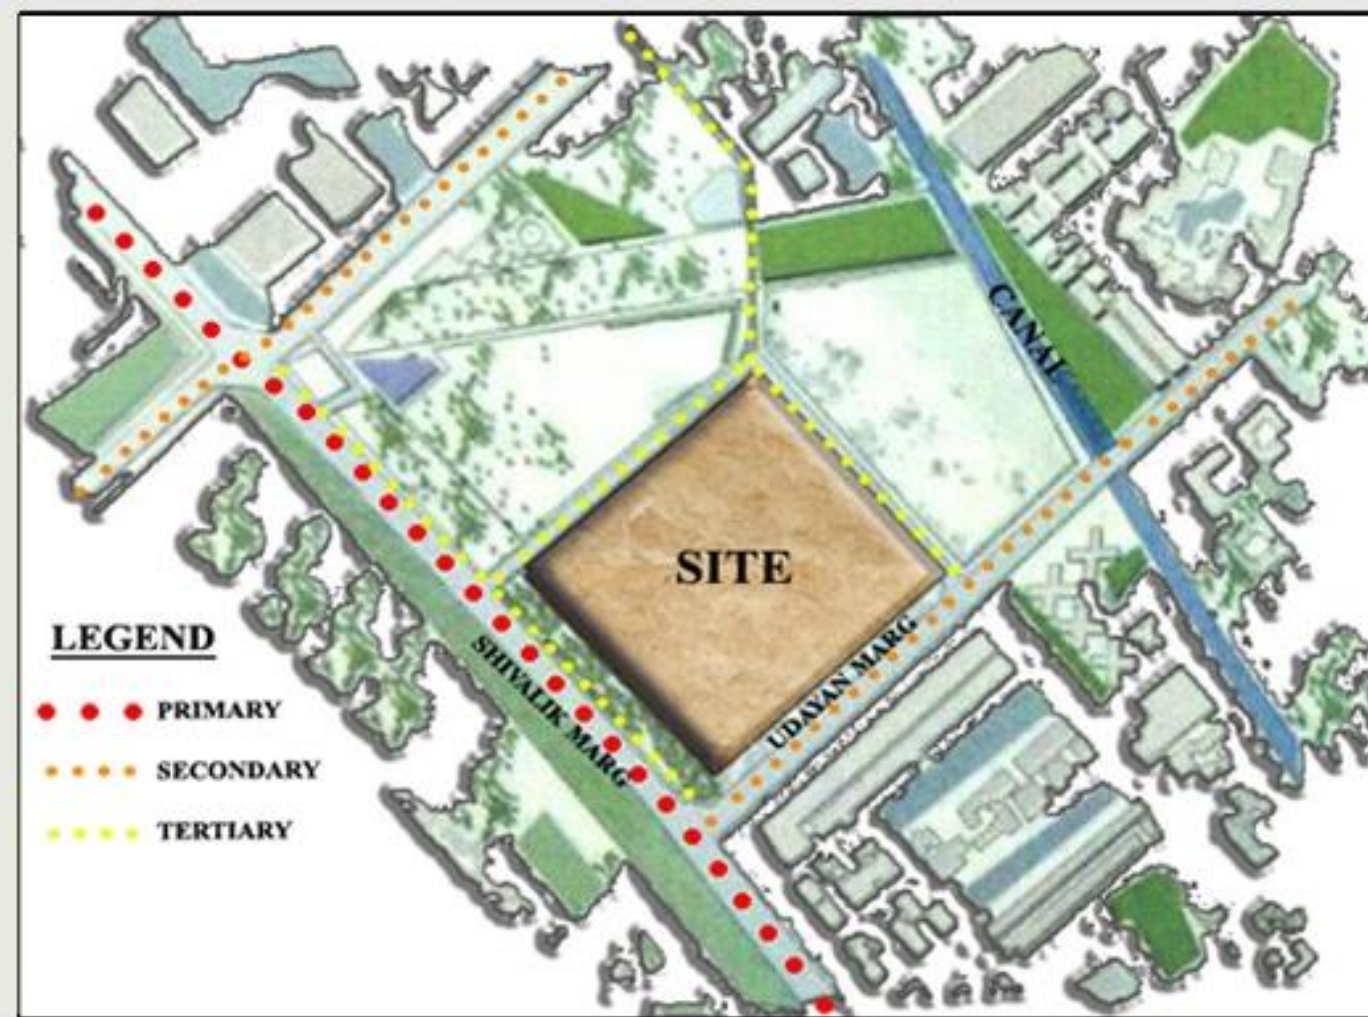 CANAL
SITE
SHIVALIK MARG
UDAYAN MARG
LEGEND
PRIMARY
SECONDARY
TERTIARY